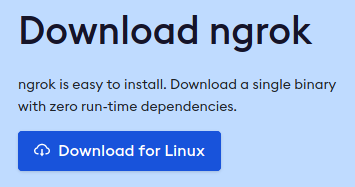 Download ngrok
ngrok is easy to install. Download a single binary
with zero run-time dependencies.
Download for Linux